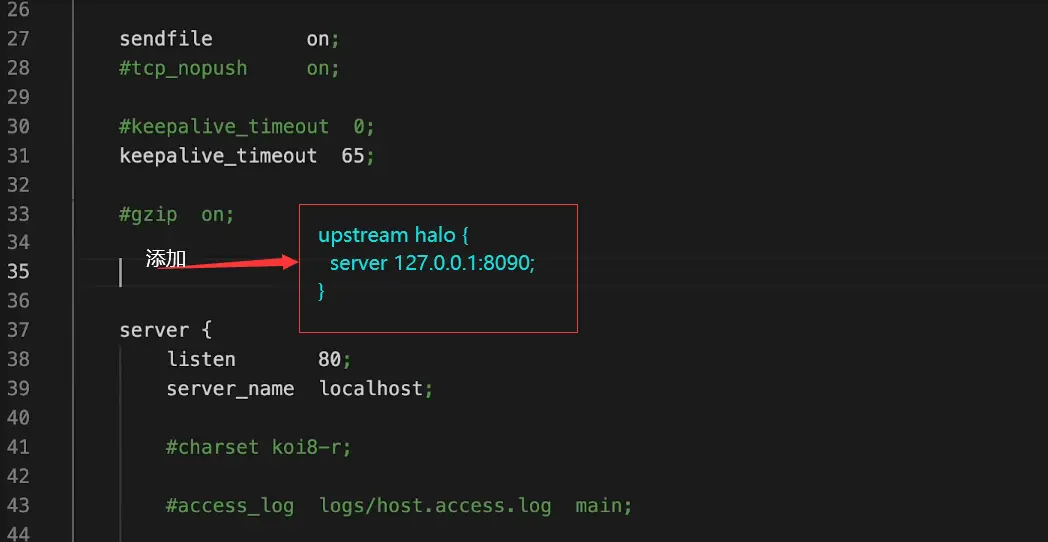 26
27 sendfile on;
28 #tcp_nopush on;
29
30 #keepalive_timeout 0;
31 keepalive_timeout 65;
32
33 #gzip on;
34
添加
upstream halo {
server 127.0.0.1:8090;
}
35
36
37 server {
38 listen 80;
39 server_name localhost;
40
41 #charset koi8-r;
42
43 #access_log logs/host.access.log main;
44